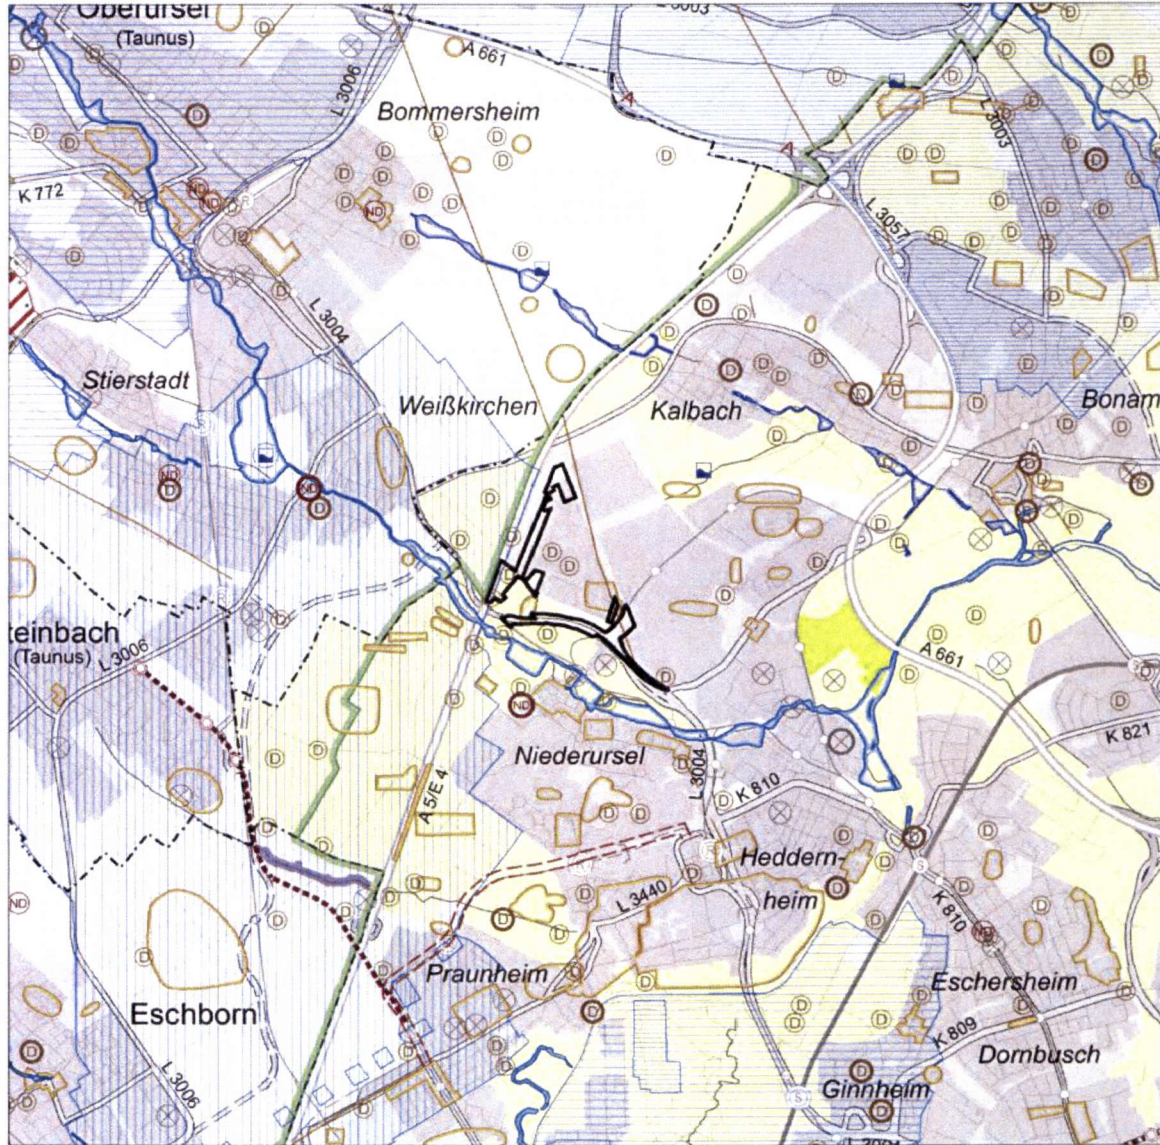 Oberursel
(Taunus)
L 3003
A 661
L 3006
Bommersheim
L 3003
K 772
L 3057
L 3004
Stierstadt
Weißkirchen
Kalbach
Bonam
teinbach
(Taunus)
L 3006
A 661
Niederursel
A 5/E 4
L 3004
K 810
K 821
Heddern-
heim
L 3440
K 810
Praunheim
Eschersheim
Eschborn
K 809
Dornbusch
L 3006
Ginnheim